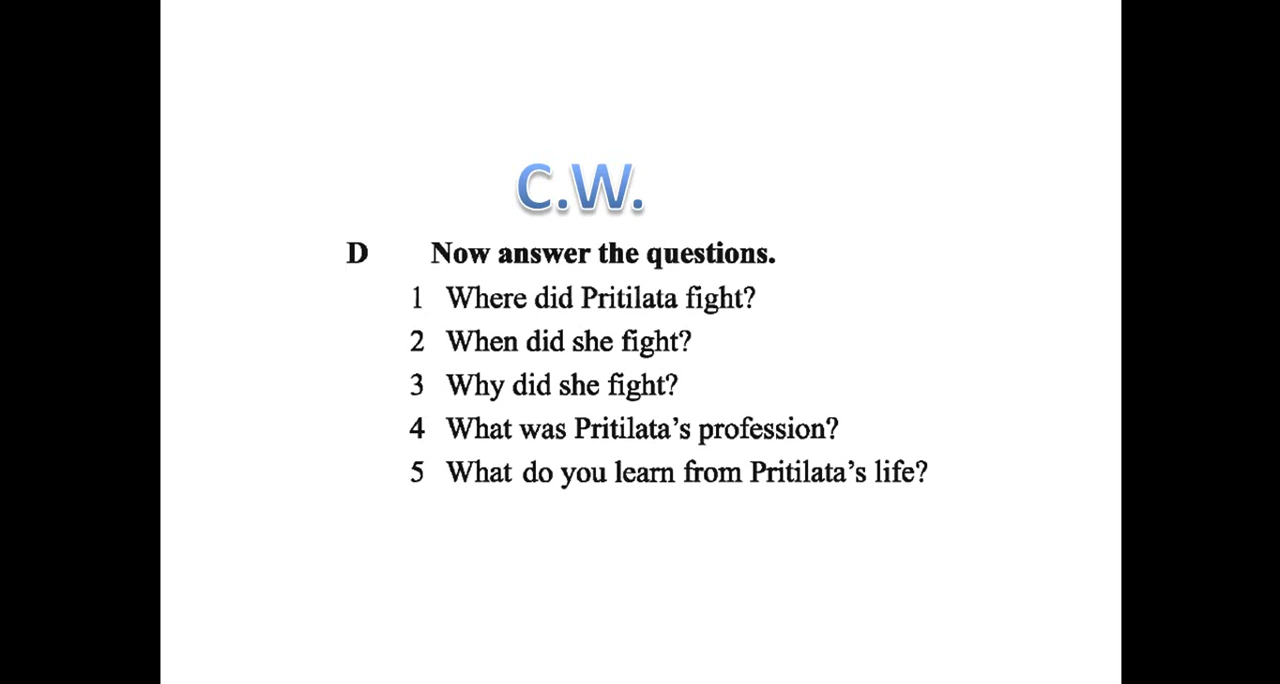 C.W.
D Now answer the questions.
1 Where did Pritilata fight?
2 When did she fight?
3 Why did she fight?
4 What was Pritilata's profession?
5 What do you learn from Pritilata's life?